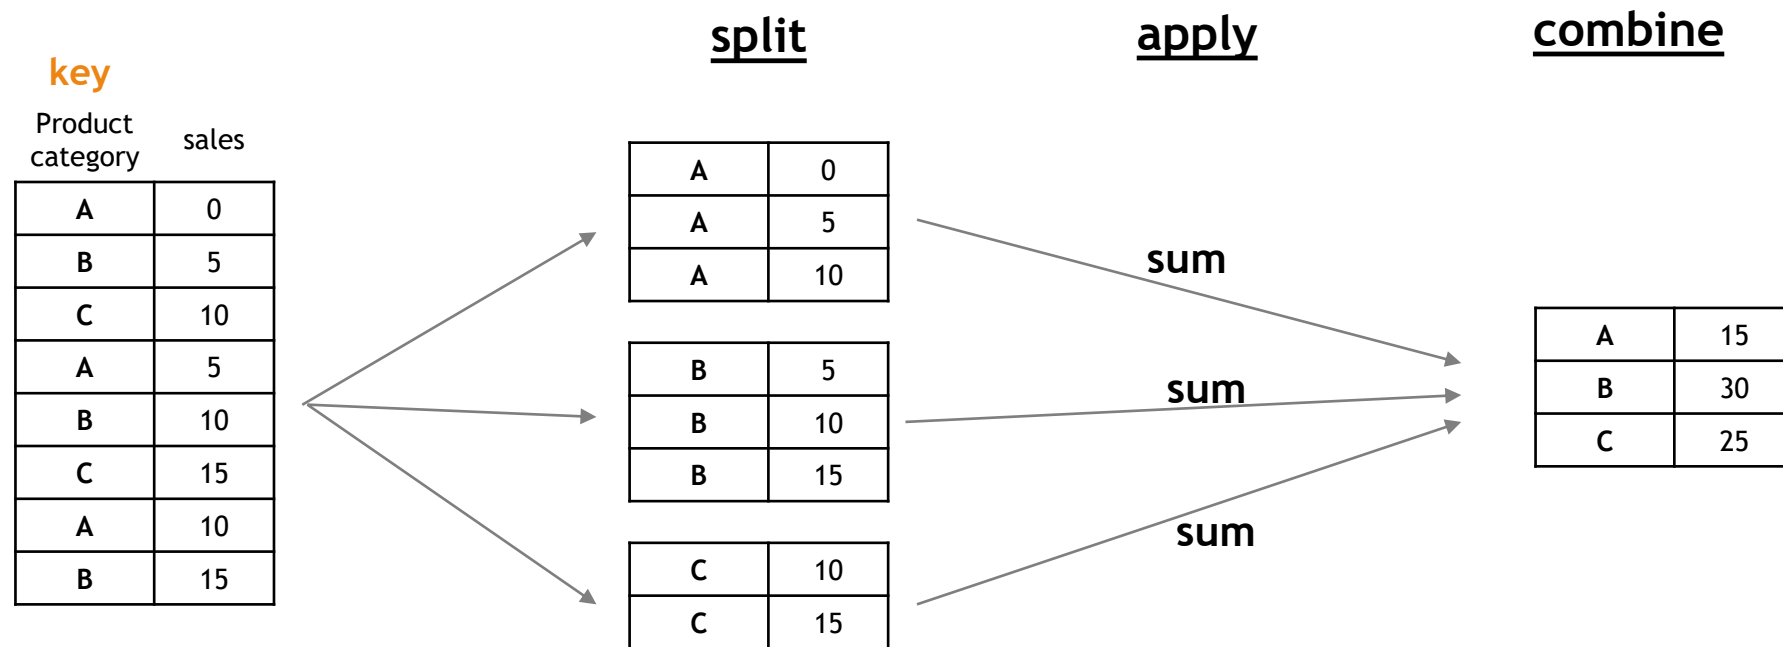 split apply combine
key
Product
category sales
A 0
B 5
C 10
A 5
B 10
C 15
A 10
B 15
A 0
A 5
A 10
B 5
B 10
B 15
C 10
C 15
sum
sum
sum
A 15
B 30
C 25